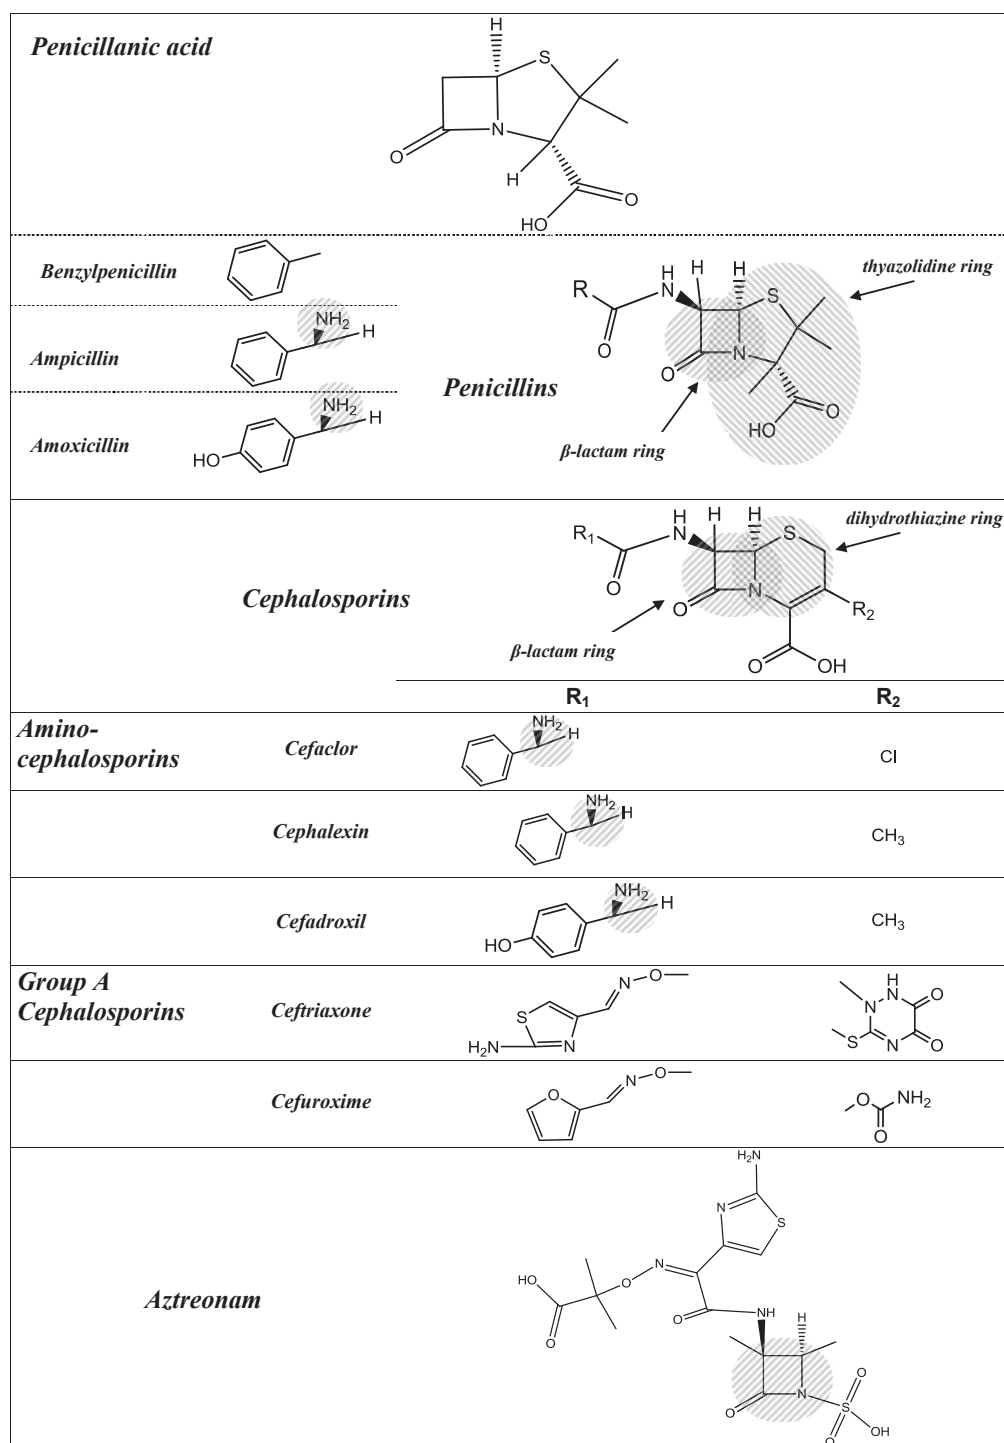 Penicillanic acid
H
S
N
O
H
O
HO
Benzylpenicillin
Ampicillin
NH2
H
Amoxicillin
NH2
H
HO
Penicillins
R
O
H
N
H
H
S
N
O
O
HO
thyazolidine ring
β-lactam ring
Cephalosporins
R1
O
H
N
H
H
S
N
O
R2
O
OH
dihydrothiazine ring
β-lactam ring
R1 R2
Amino-
cephalosporins
Cefaclor
NH2
H
Cl
Cephalexin
NH2
H
CH3
Cefadroxil
NH2
H
HO
CH3
Group A
Cephalosporins
Ceftriaxone
N
O
S
N
H2N
H
N
NH
O
O
N
S
Cefuroxime
O
N
O
O
NH2
O
Aztreonam
H2N
N
S
N
O
HO
O
O
NH
H
O
N
O
S
OH
O